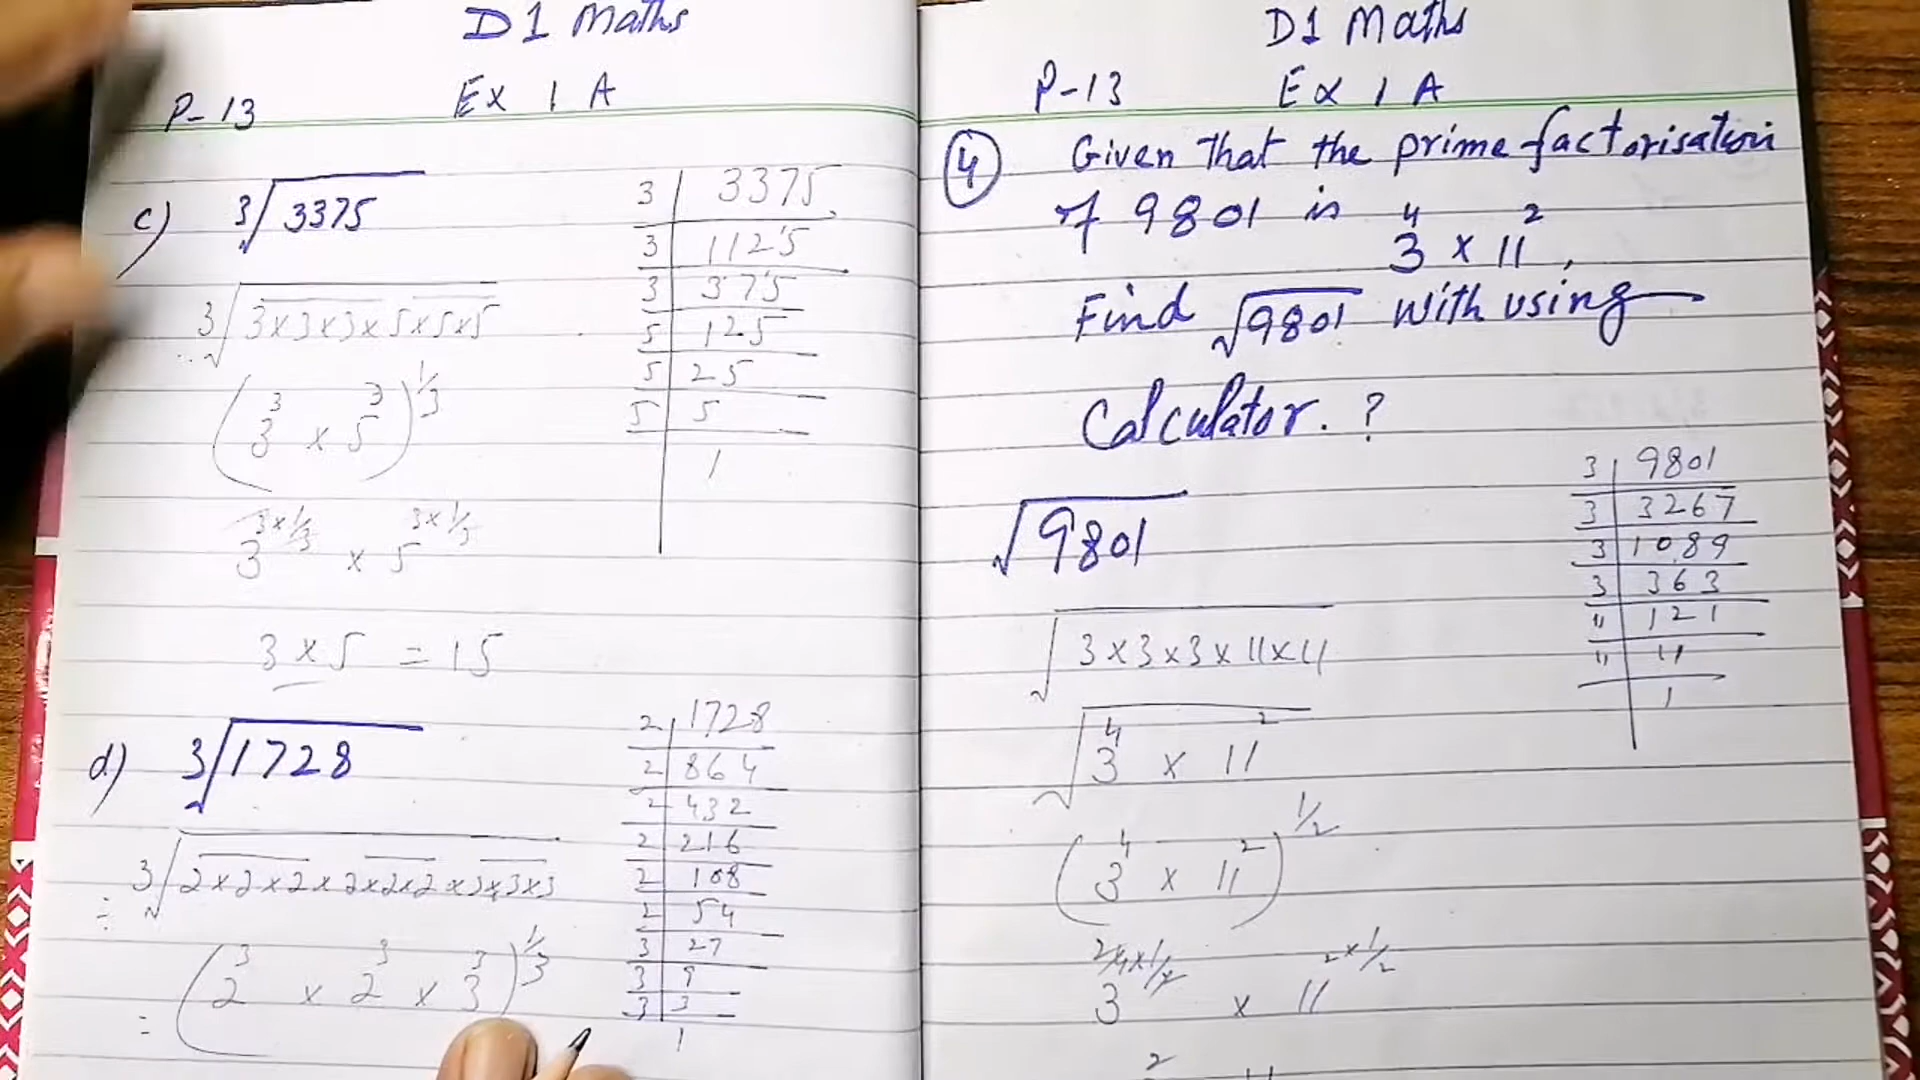 D1 Maths
P-13 Ex 1 A
c) ∛3375
∛3×3×3×5×5×5
(3³ × 5³)^1/3
3^3×1/3 × 5^3×1/3
3 × 5 = 15
3 | 3375
3 | 1125
3 | 375
5 | 125
5 | 25
5 | 5
1
d) ∛1728
∛2×2×2×2×2×2×3×3×3
= (2³ × 2³ × 3³)^1/3
2 | 1728
2 | 864
2 | 432
2 | 216
2 | 108
2 | 54
3 | 27
3 | 9
3 | 3
1
D1 Maths
P-13 Ex 1 A
④ Given that the prime factorisation
of 9801 is 3⁴ × 11²,
Find √9801 with using
Calculator. ?
√9801
√3×3×3×11×11
√3⁴ × 11²
(3⁴ × 11²)^1/2
3^4×1/2 × 11^2×1/2
3 | 9801
3 | 3267
3 | 1089
3 | 363
11 | 121
11 | 11
1